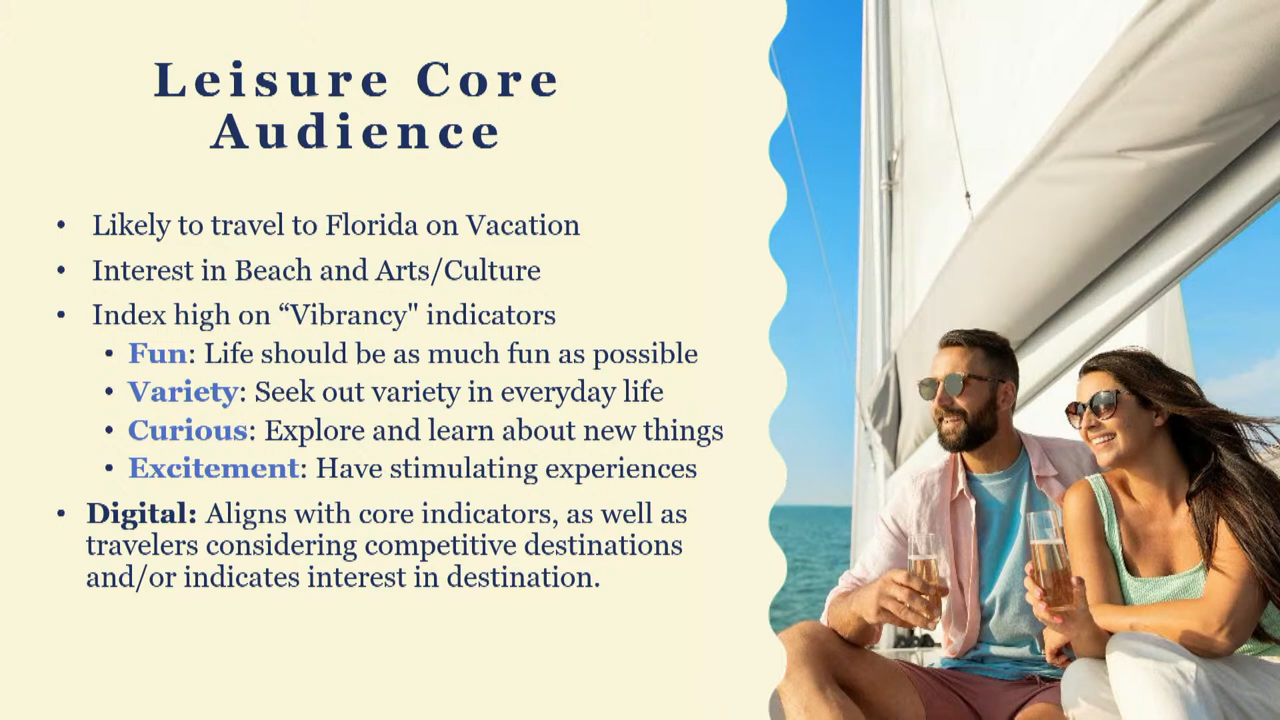 Leisure Core
Audience
• Likely to travel to Florida on Vacation
• Interest in Beach and Arts/Culture
• Index high on “Vibrancy" indicators
• Fun: Life should be as much fun as possible
• Variety: Seek out variety in everyday life
• Curious: Explore and learn about new things
• Excitement: Have stimulating experiences
• Digital: Aligns with core indicators, as well as
travelers considering competitive destinations
and/or indicates interest in destination.